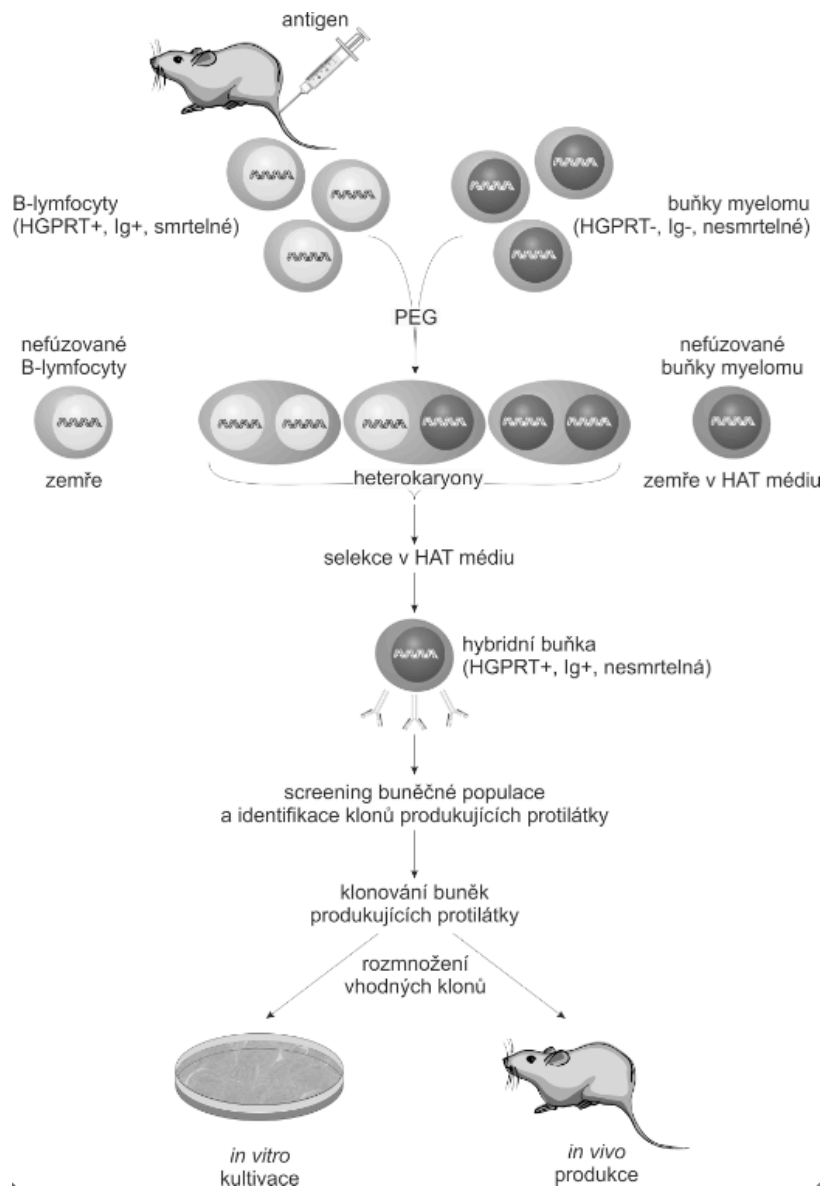 antigen
B-lymfocyty
(HGPRT+, Ig+, smrtelné)
buňky myelomu
(HGPRT-, Ig-, nesmrtelné)
PEG
nefúzované
B-lymfocyty
nefúzované
buňky myelomu
zemře
heterokaryony
zemře v HAT médiu
selekce v HAT médiu
hybridní buňka
(HGPRT+, Ig+, nesmrtelná)
screening buněčné populace
a identifikace klonů produkujících protilátky
klonování buněk
produkujících protilátky
rozmnožení
vhodných klonů
in vitro
kultivace
in vivo
produkce